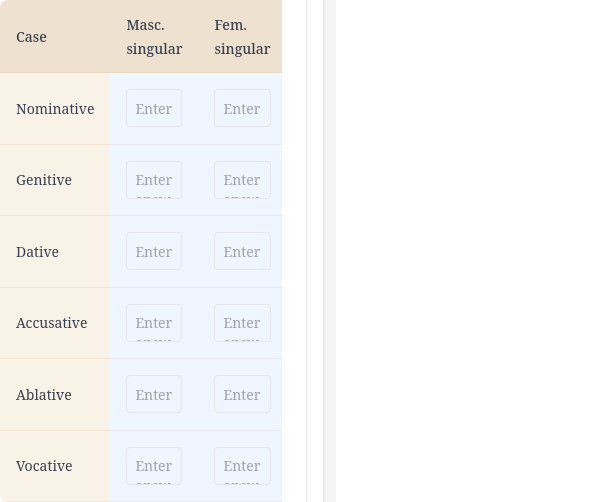 Case
Masc. singular
Fem. singular
Nominative
Enter
Enter
Genitive
Enter
Enter
Dative
Enter
Enter
Accusative
Enter
Enter
Ablative
Enter
Enter
Vocative
Enter
Enter